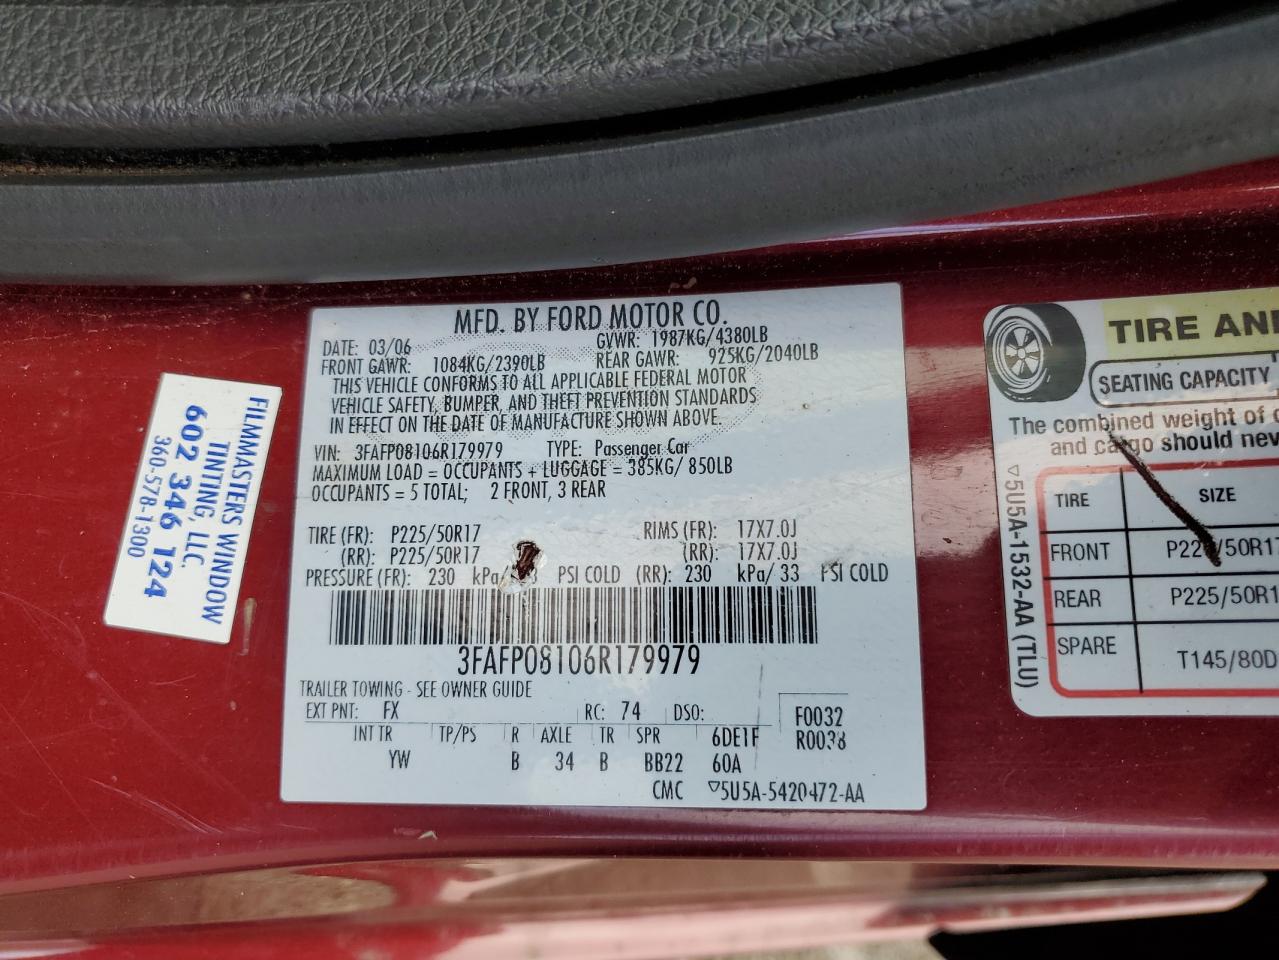 MFD. BY FORD MOTOR CO.
DATE: 03/06 GVWR: 1987KG/4380LB
FRONT GAWR: 1084KG/2390LB REAR GAWR: 925KG/2040LB
THIS VEHICLE CONFORMS TO ALL APPLICABLE FEDERAL MOTOR
VEHICLE SAFETY, BUMPER, AND THEFT PREVENTION STANDARDS
IN EFFECT ON THE DATE OF MANUFACTURE SHOWN ABOVE.
VIN: 3FAFP08106R179979 TYPE: Passenger Car
MAXIMUM LOAD = OCCUPANTS + LUGGAGE = 385KG/ 850LB
OCCUPANTS = 5 TOTAL; 2 FRONT, 3 REAR
TIRE (FR): P225/50R17 RIMS (FR): 17X7.0J
(RR): P225/50R17 (RR): 17X7.0J
PRESSURE (FR): 230 kPa/ PSI COLD (RR): 230 kPa/ 33 PSI COLD
3FAFP08106R179979
TRAILER TOWING - SEE OWNER GUIDE
EXT PNT: FX RC: 74 DSO: F0032
INT TR TP/PS R AXLE TR SPR 6DE1F R0038
YW B 34 B BB22 60A
CMC ▽5U5A-5420472-AA
FILMMASTERS WINDOW
TINTING, LLC.
602 346 124
360-578-1300
TIRE AN
SEATING CAPACITY
The combined weight of
and cargo should
▽5U5A-1532-AA (TLU)
TIRE SIZE
FRONT P225/50R17
REAR P225/50R1
SPARE T145/80D